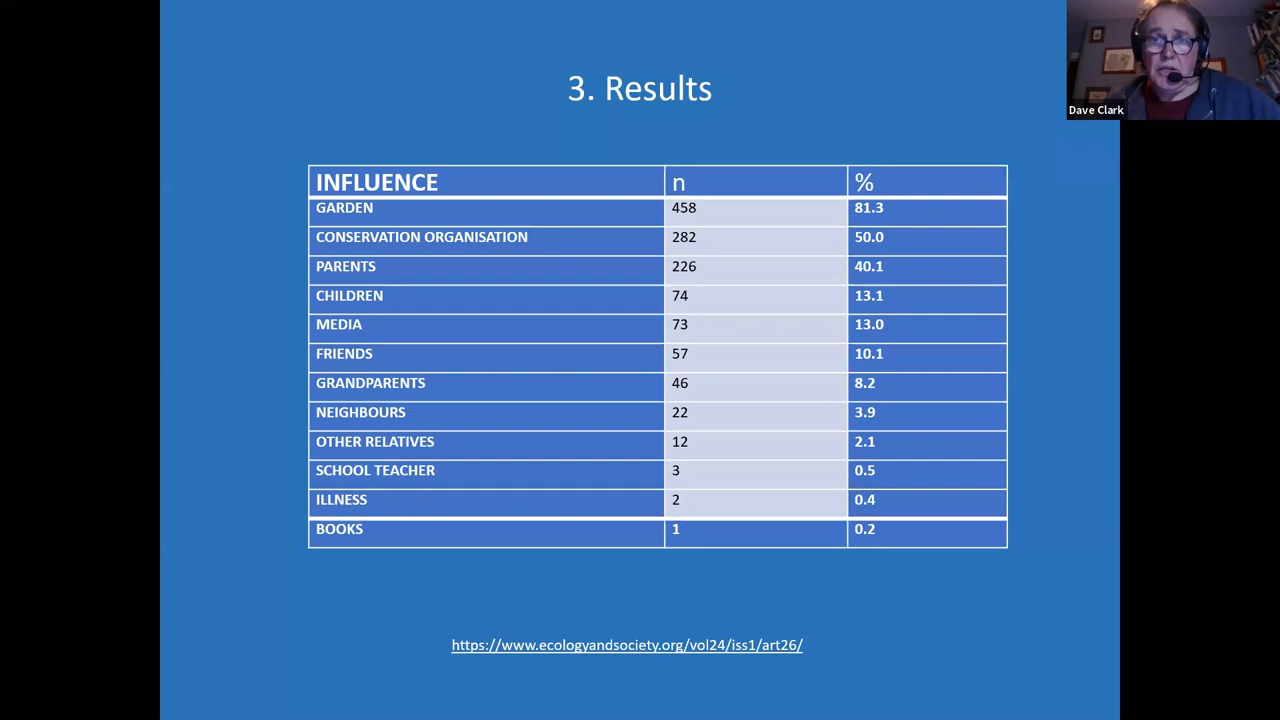 3. Results
Dave Clark
INFLUENCE n %
GARDEN 458 81.3
CONSERVATION ORGANISATION 282 50.0
PARENTS 226 40.1
CHILDREN 74 13.1
MEDIA 73 13.0
FRIENDS 57 10.1
GRANDPARENTS 46 8.2
NEIGHBOURS 22 3.9
OTHER RELATIVES 12 2.1
SCHOOL TEACHER 3 0.5
ILLNESS 2 0.4
BOOKS 1 0.2
https://www.ecologyandsociety.org/vol24/iss1/art26/